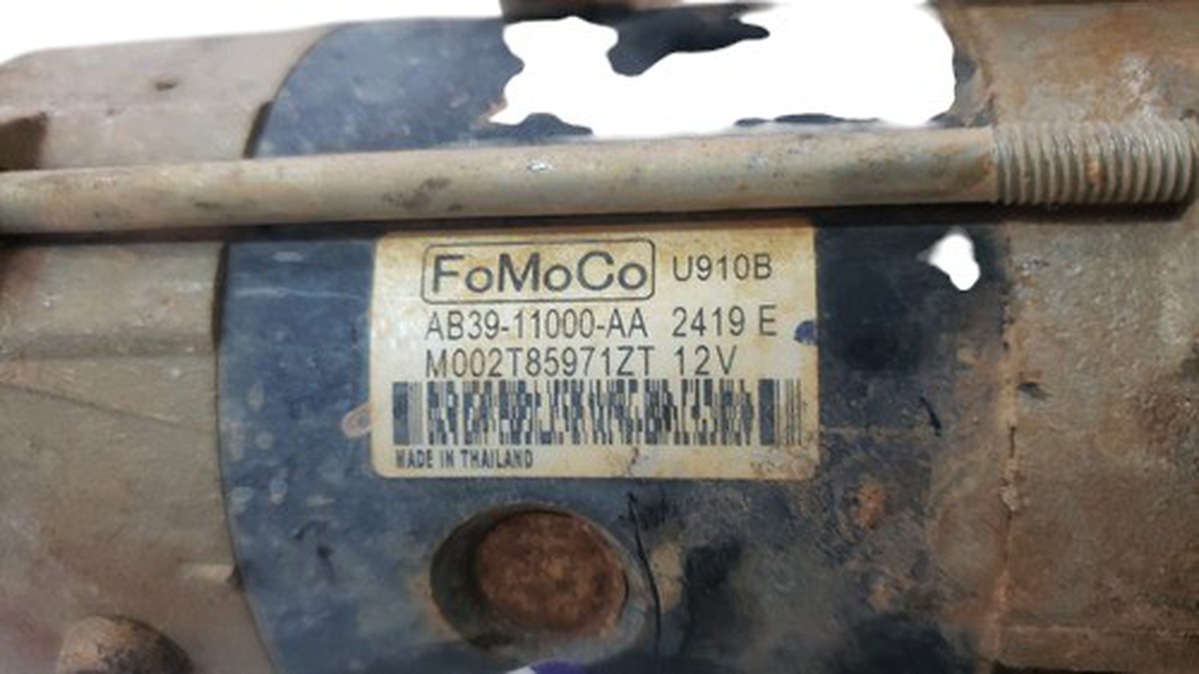 FoMoCo U910B
AB39-11000-AA 2419 E
M002T85971ZT 12V
MADE IN THAILAND